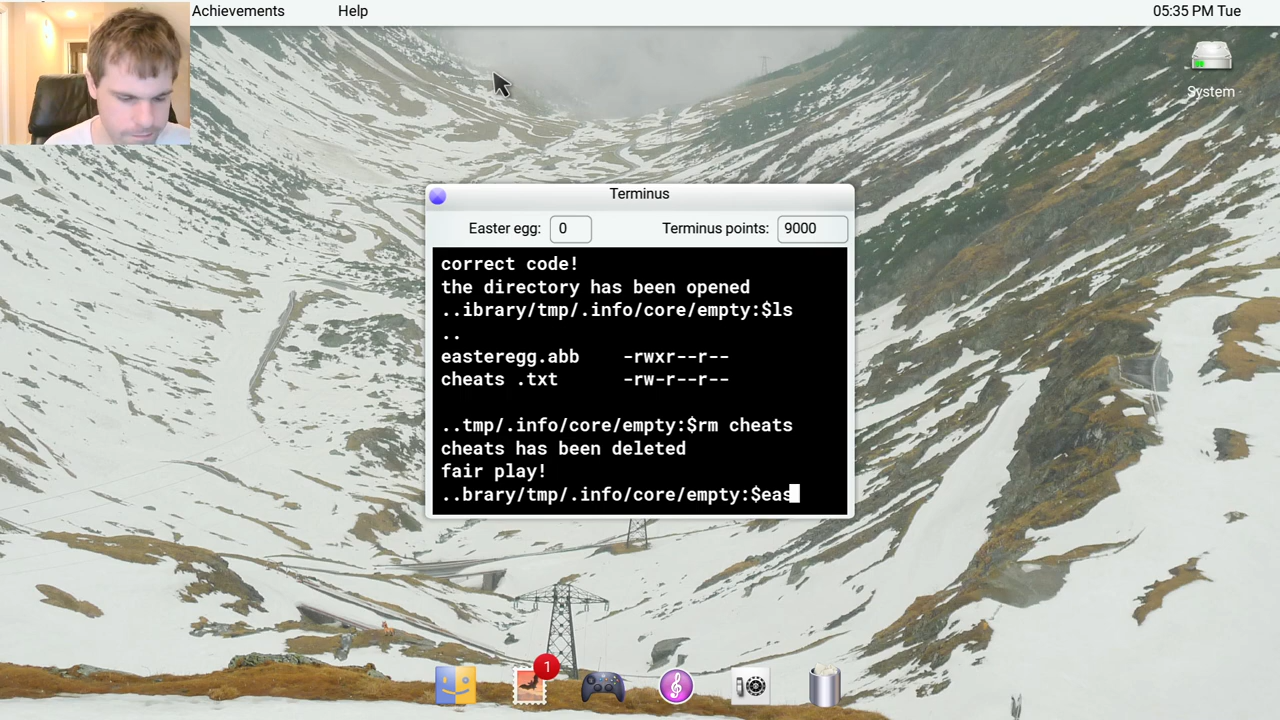 Achievements Help 05:35 PM Tue
System
Terminus
Easter egg: 0 Terminus points: 9000
correct code!
the directory has been opened
..ibrary/tmp/.info/core/empty:$ls
..
easteregg.abb -rwxr--r--
cheats .txt -rw-r--r--
..tmp/.info/core/empty:$rm cheats
cheats has been deleted
fair play!
..brary/tmp/.info/core/empty:$eas
1